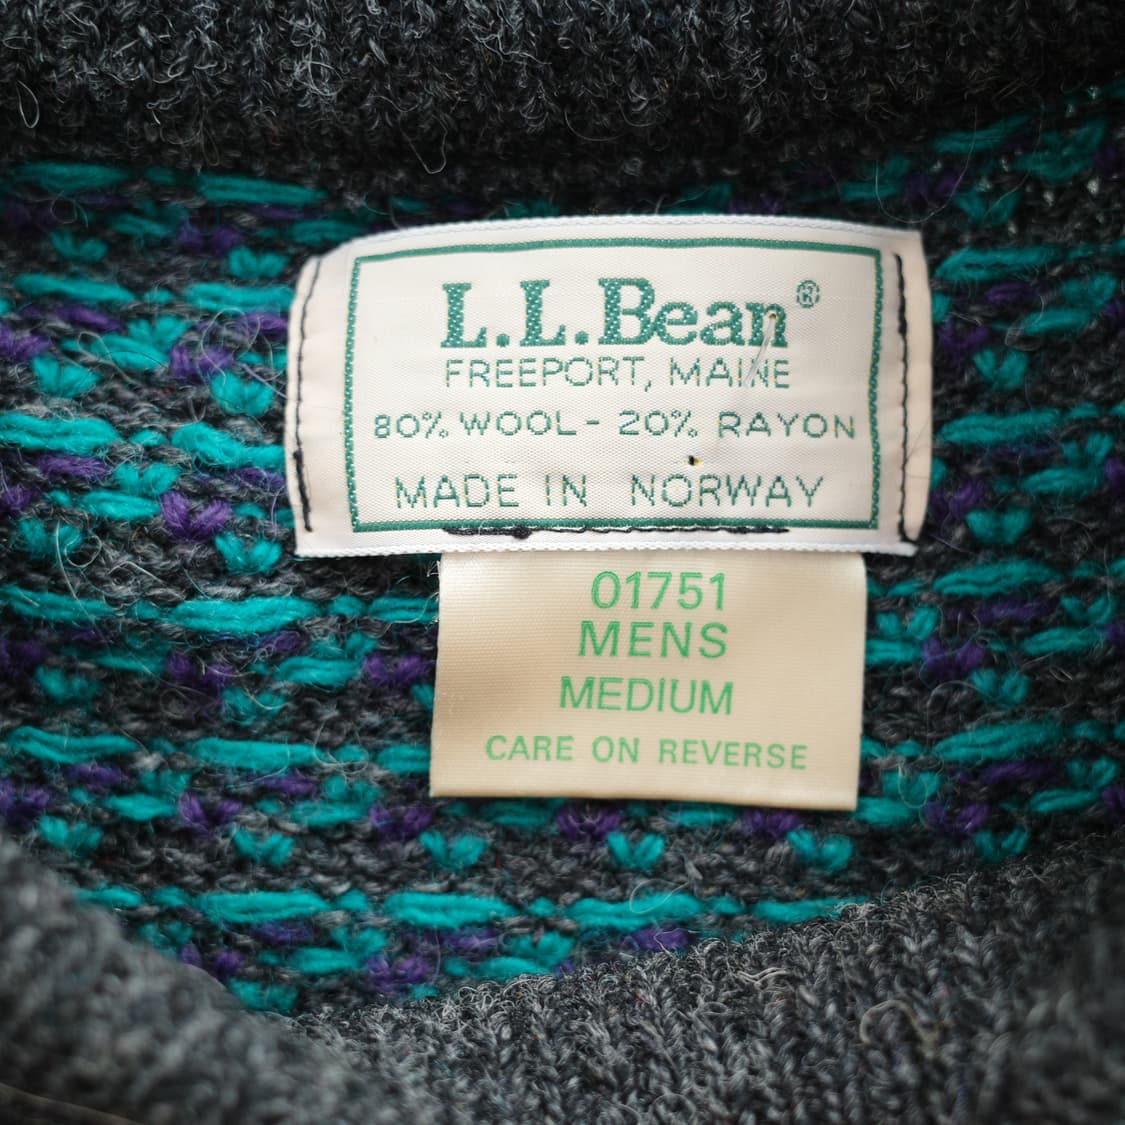 L.L.Bean®
FREEPORT, MAINE
80% WOOL- 20% RAYON
MADE IN NORWAY
01751
MENS
MEDIUM
CARE ON REVERSE